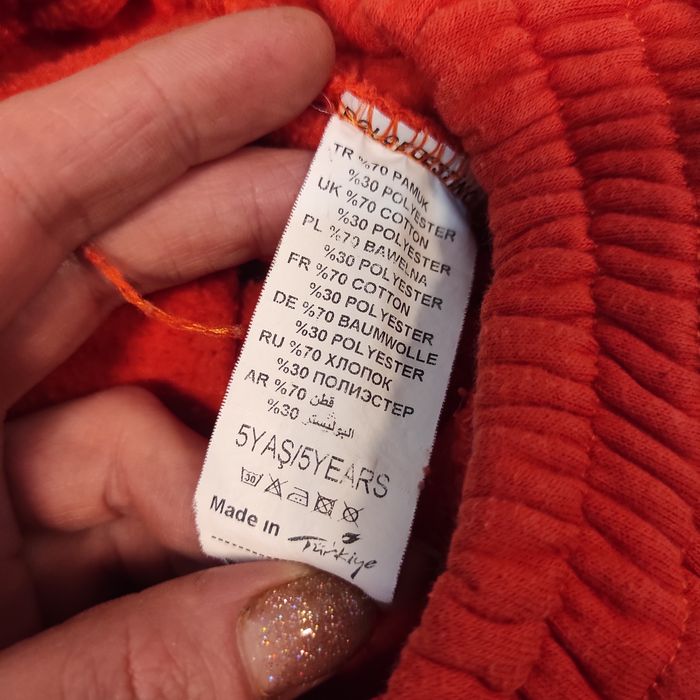 TR %70 PAMUK
%30 POLYESTER
UK %70 COTTON
%30 POLYESTER
PL %70 BAWEŁNA
%30 POLYESTER
FR %70 COTTON
%30 POLYESTER
DE %70 BAUMWOLLE
%30 POLYESTER
RU %70 ХЛОПОК
%30 ПОЛИЭСТЕР
AR %70 قطن
%30 البوليستر
5YAŞ/5YEARS
30
Made in Türkiye